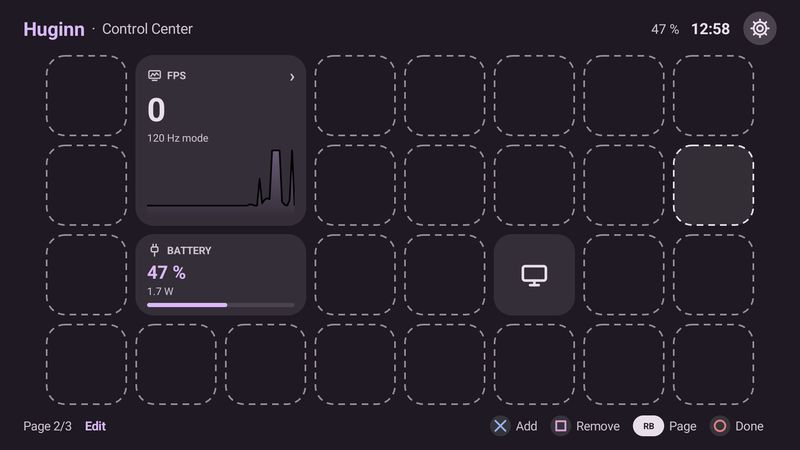 Huginn · Control Center
47 % 12:58
FPS ›
0
120 Hz mode
BATTERY
47 %
1.7 W
Page 2/3 Edit
Add Remove RB Page Done